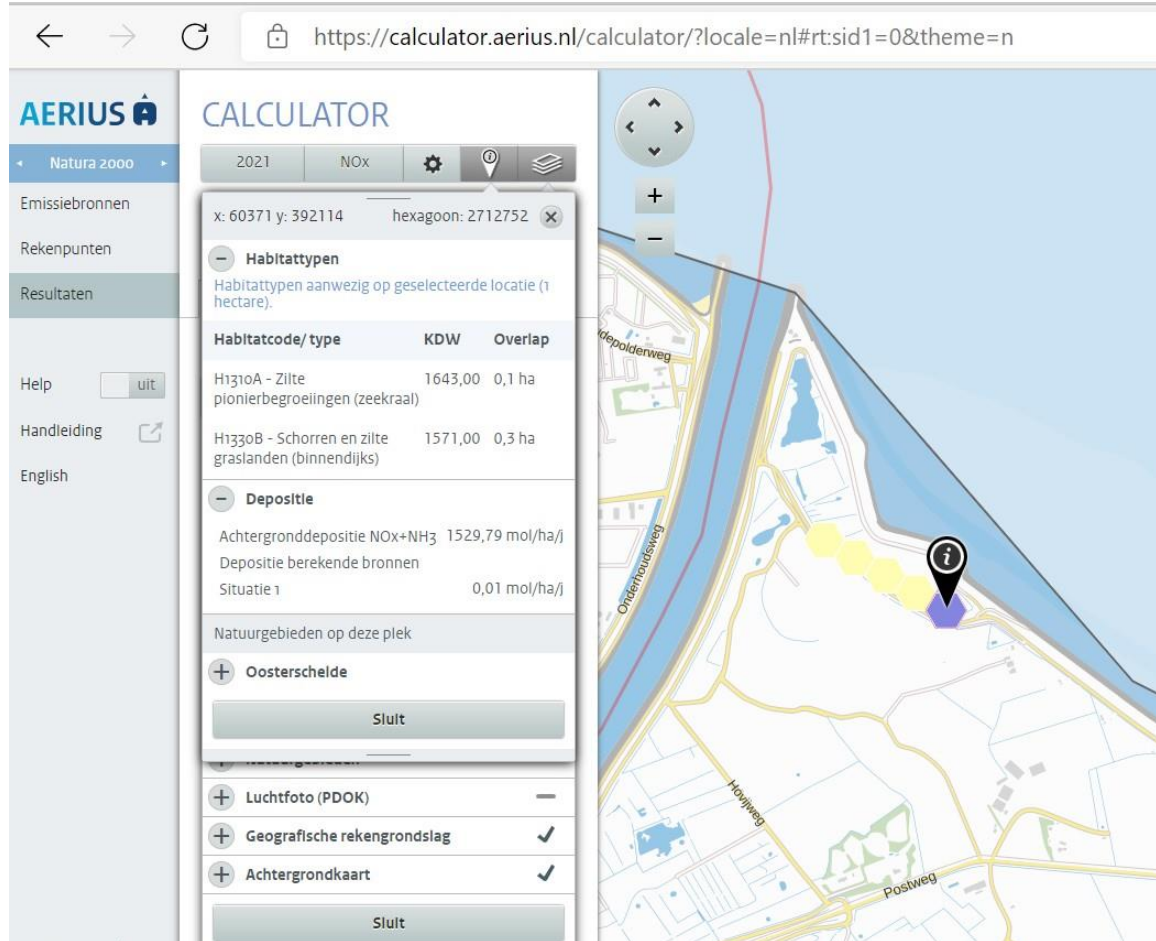 https://calculator.aerius.nl/calculator/?locale=nl#rt:sid1=0&theme=n
AERIUS A
Natura 2000
Emissiebronnen
Rekenpunten
Resultaten
Help uit
Handleiding
English
CALCULATOR
2021 NOx
x: 60371 y: 392114 hexagoon: 2712752
Habitattypen
Habitattypen aanwezig op geselecteerde locatie (1
hectare).
Habitatcode/ type KDW Overlap
H1310A - Zilte 1643,00 0,1 ha
pionierbegroeiingen (zeekraal)
H1330B - Schorren en zilte 1571,00 0,3 ha
graslanden (binnendijks)
Depositie
Achtergronddepositie NOx+NH3 1529,79 mol/ha/j
Depositie berekende bronnen
Situatie 1 0,01 mol/ha/j
Natuurgebieden op deze plek
Oosterschelde
Sluit
Natuurgebieden
Luchtfoto (PDOK)
Geografische rekengrondslag
Achtergrondkaart
Sluit
depolderweg
Onderhoudsweg
Hovijweg
Postweg